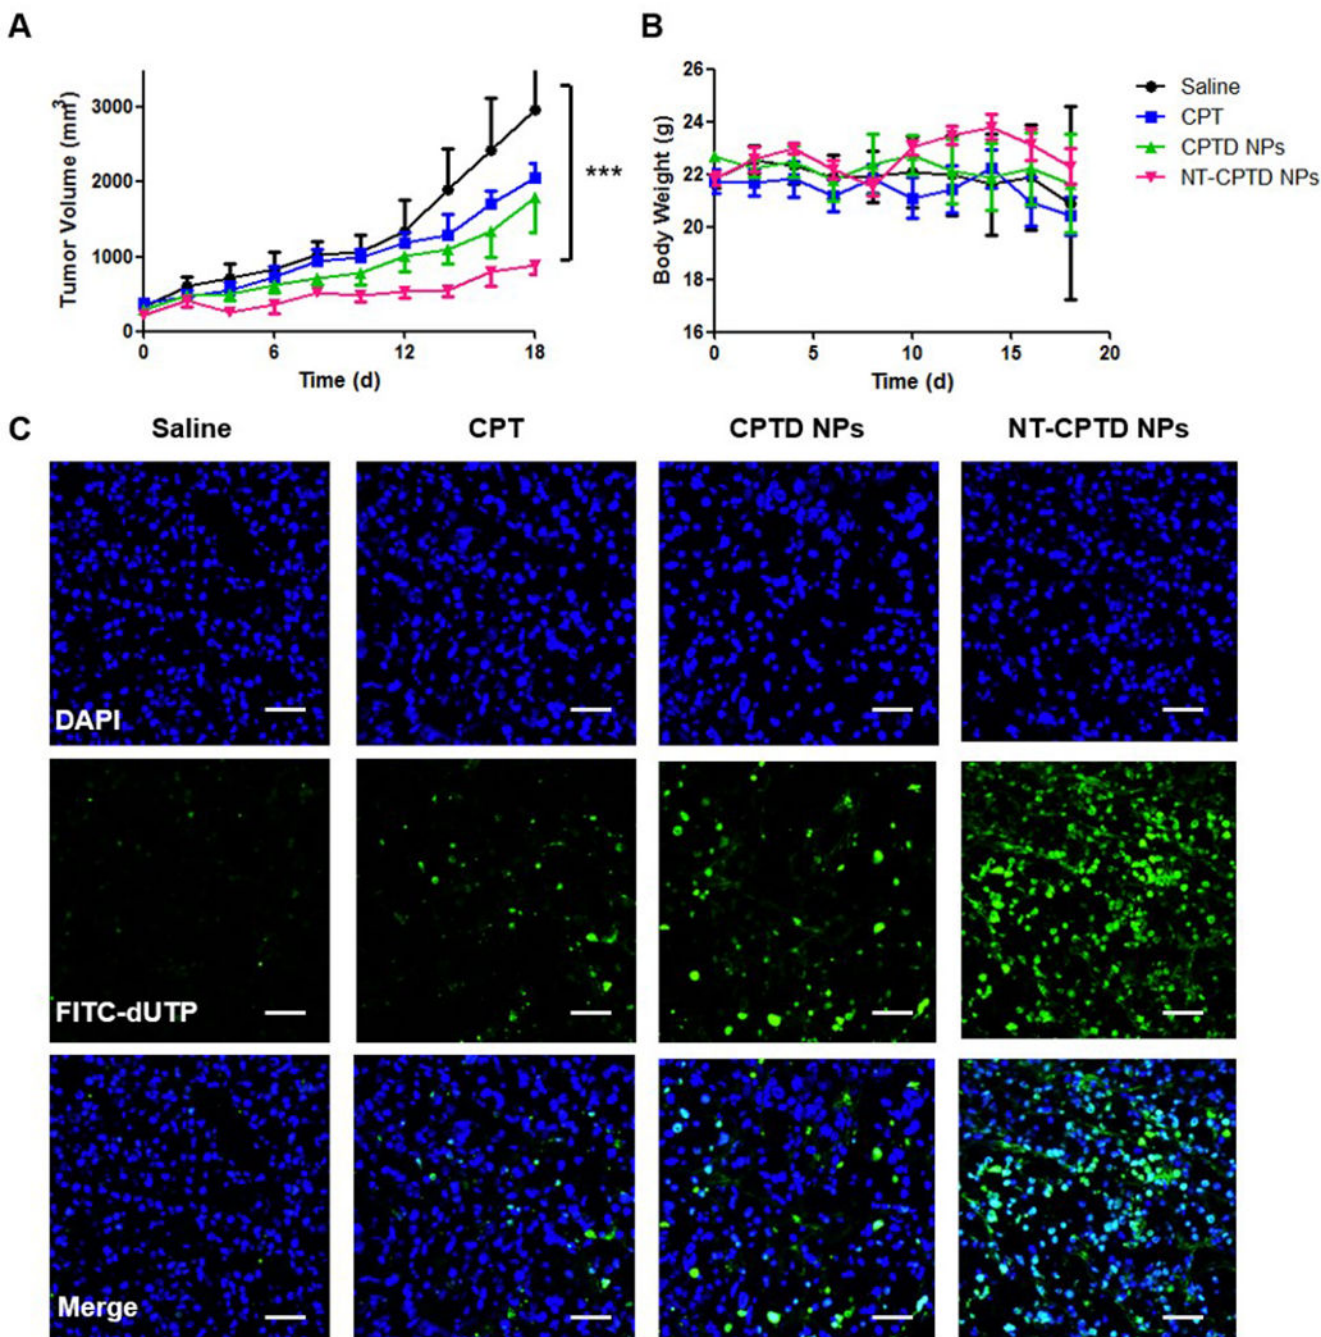 A
Tumor Volume (mm3)
3000
2000
1000
0
0 6 12 18
Time (d)
***
B
Body Weight (g)
26
24
22
20
18
16
0 5 10 15 20
Time (d)
Saline
CPT
CPTD NPs
NT-CPTD NPs
C
Saline CPT CPTD NPs NT-CPTD NPs
DAPI
FITC-dUTP
Merge